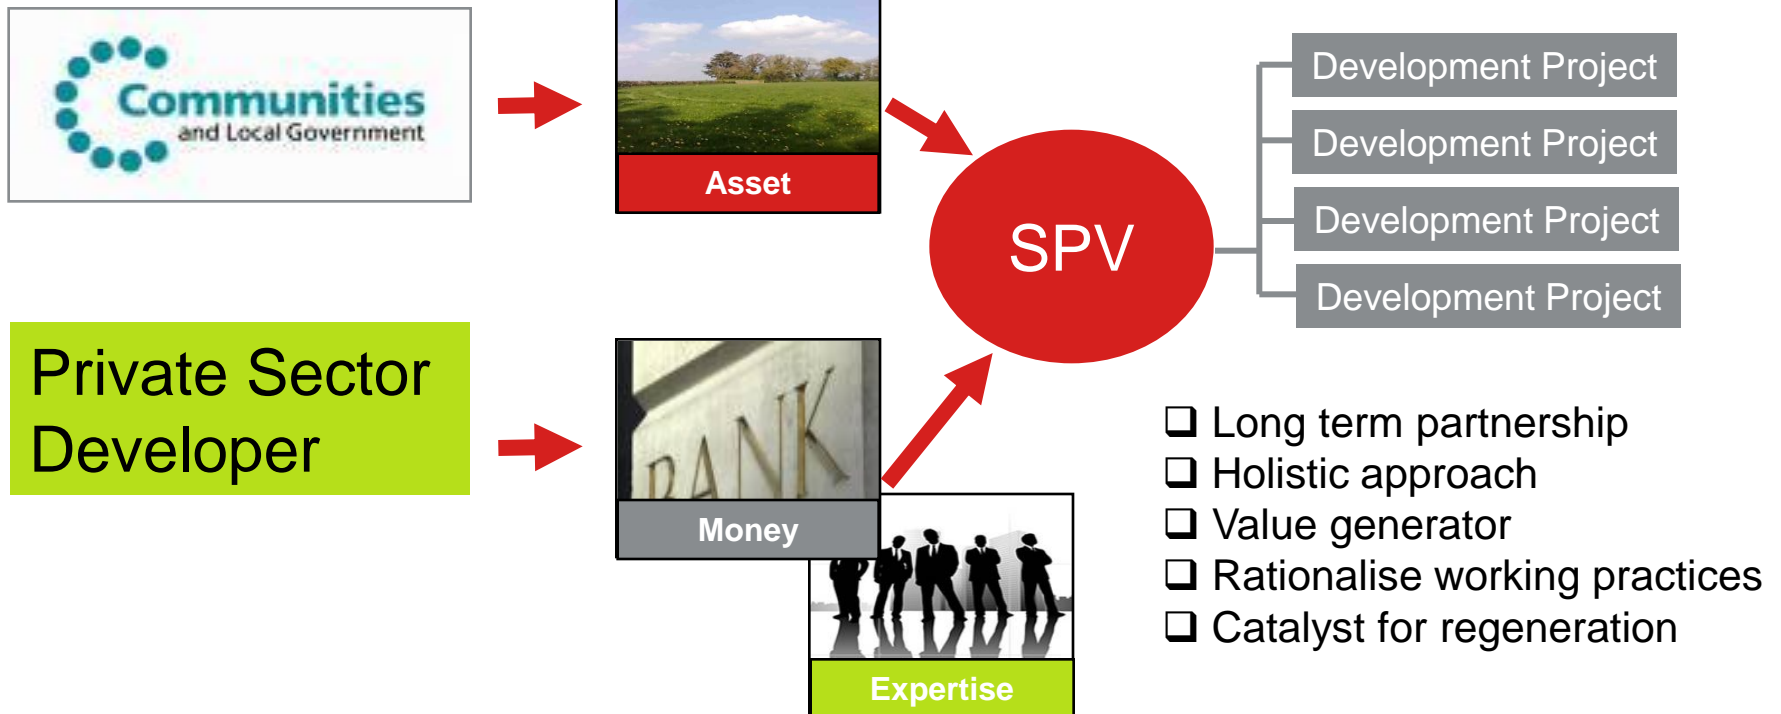 Communities
and Local Government
Asset
SPV
Development Project
Development Project
Development Project
Development Project
Private Sector
Developer
BANK
Money
Expertise
❑ Long term partnership
❑ Holistic approach
❑ Value generator
❑ Rationalise working practices
❑ Catalyst for regeneration